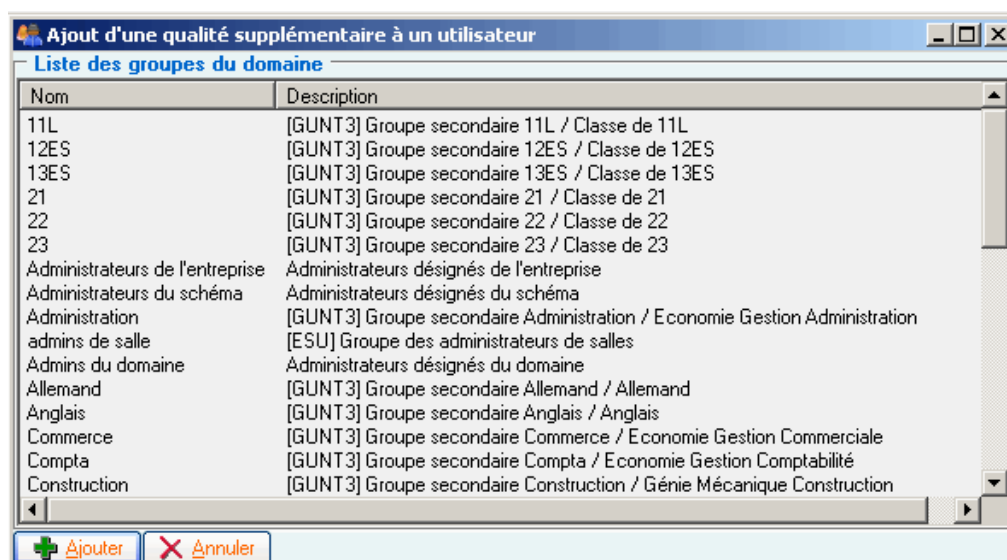 Ajout d'une qualité supplémentaire à un utilisateur
Liste des groupes du domaine
Nom Description
11L [GUNT3] Groupe secondaire 11L / Classe de 11L
12ES [GUNT3] Groupe secondaire 12ES / Classe de 12ES
13ES [GUNT3] Groupe secondaire 13ES / Classe de 13ES
21 [GUNT3] Groupe secondaire 21 / Classe de 21
22 [GUNT3] Groupe secondaire 22 / Classe de 22
23 [GUNT3] Groupe secondaire 23 / Classe de 23
Administrateurs de l'entreprise Administrateurs désignés de l'entreprise
Administrateurs du schéma Administrateurs désignés du schéma
Administration [GUNT3] Groupe secondaire Administration / Economie Gestion Administration
admins de salle [ESU] Groupe des administrateurs de salles
Admins du domaine Administrateurs désignés du domaine
Allemand [GUNT3] Groupe secondaire Allemand / Allemand
Anglais [GUNT3] Groupe secondaire Anglais / Anglais
Commerce [GUNT3] Groupe secondaire Commerce / Economie Gestion Commerciale
Compta [GUNT3] Groupe secondaire Compta / Economie Gestion Comptabilité
Construction [GUNT3] Groupe secondaire Construction / Génie Mécanique Construction
Ajouter Annuler